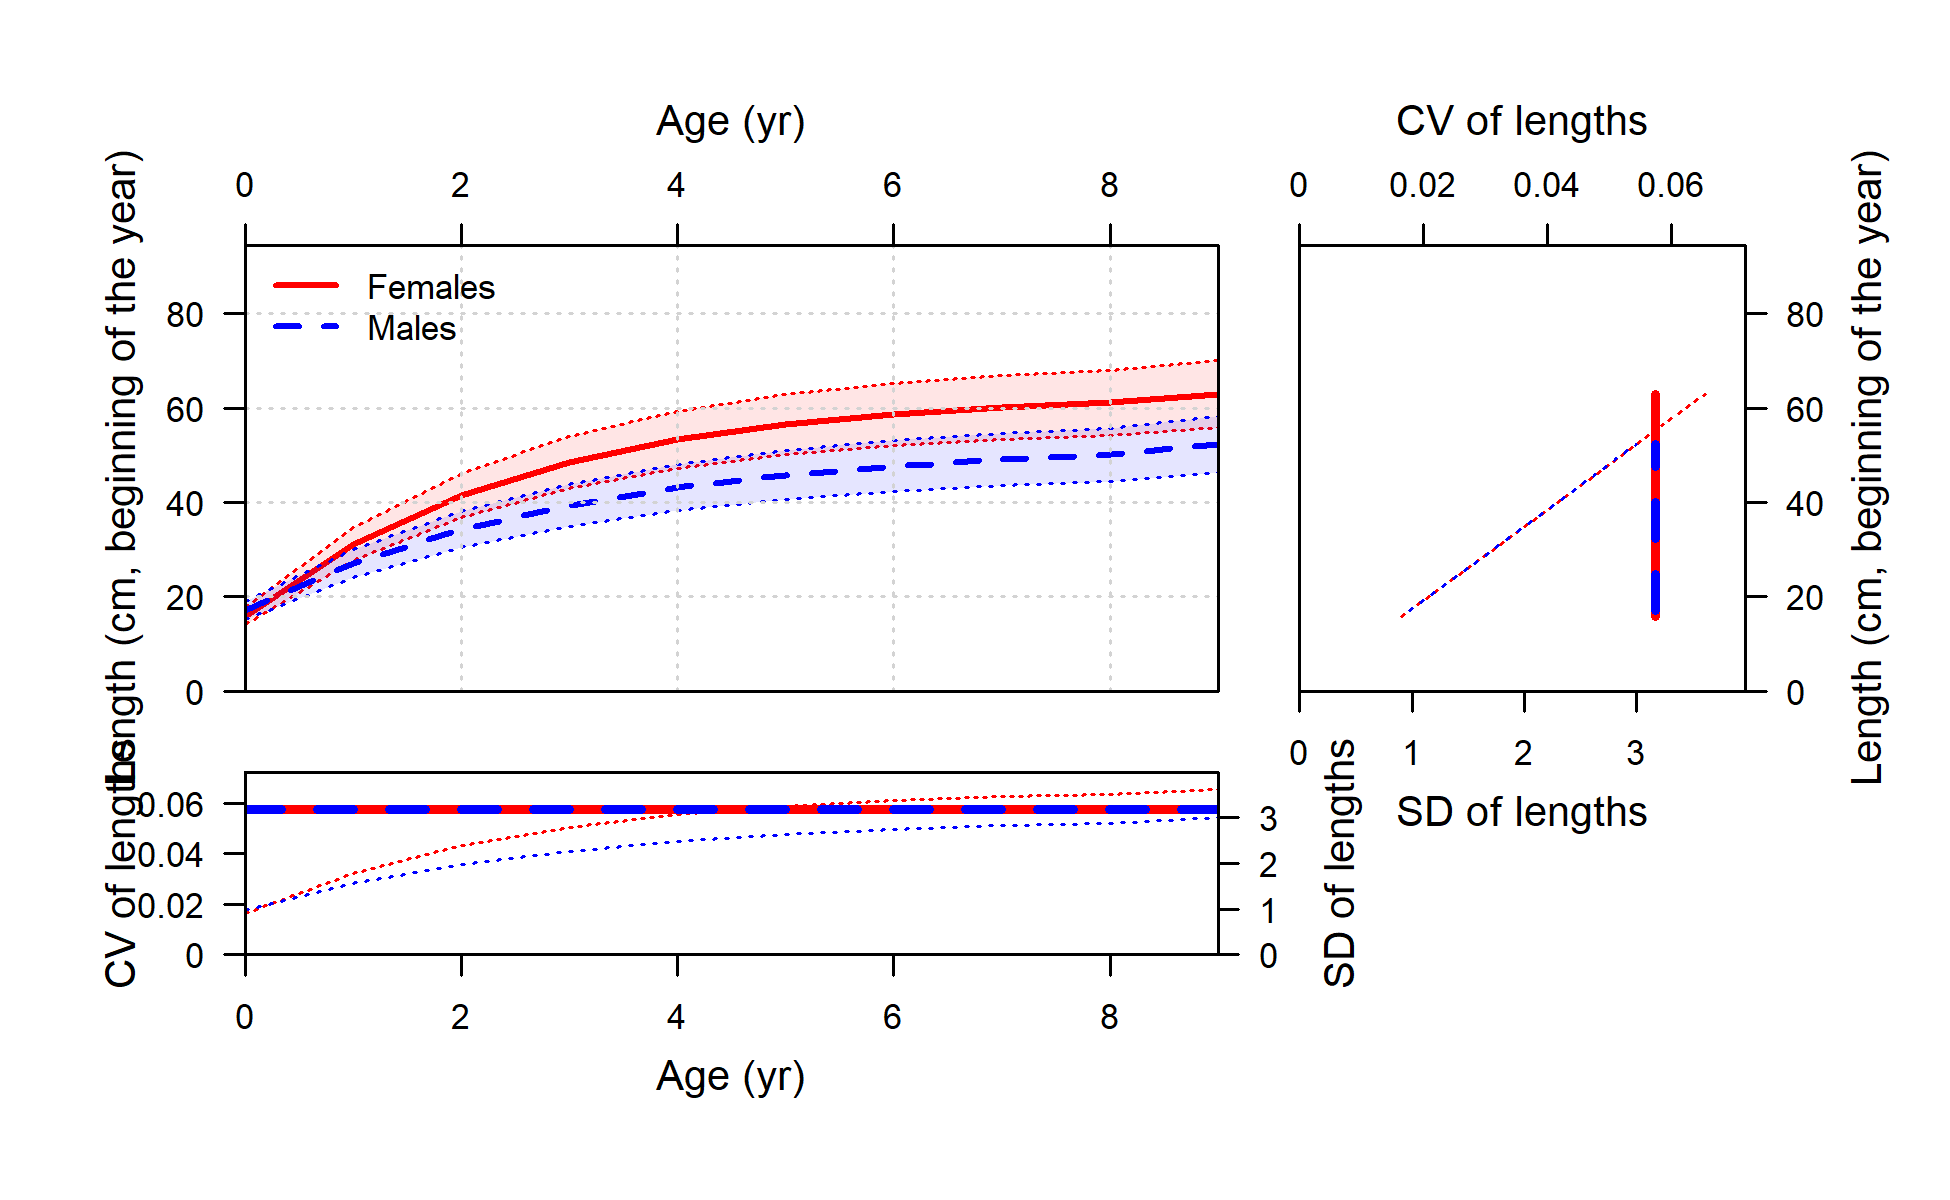 Age (yr)
CV of lengths
0 2 4 6 8
0 0.02 0.04 0.06
Length (cm, beginning of the year)
80
60
40
20
0
Females
Males
80
60
40
20
0
Length (cm, beginning of the year)
0 1 2 3
SD of lengths
CV of lengths
0.06
0.04
0.02
0
3
2
1
0
SD of lengths
0 2 4 6 8
Age (yr)